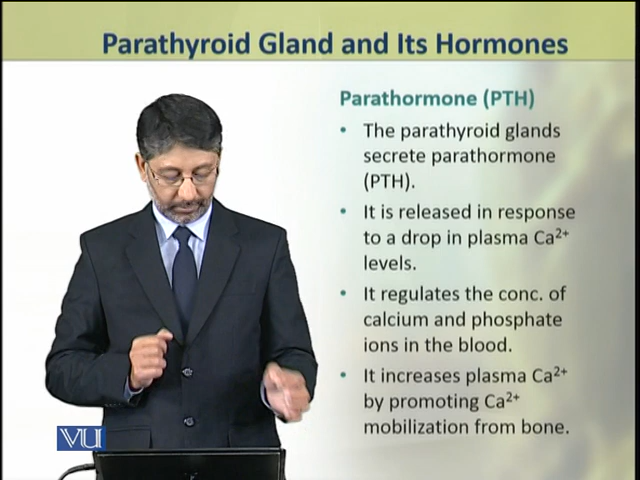 Parathyroid Gland and Its Hormones
Parathormone (PTH)
• The parathyroid glands
secrete parathormone
(PTH).
• It is released in response
to a drop in plasma Ca²⁺
levels.
• It regulates the conc. of
calcium and phosphate
ions in the blood.
• It increases plasma Ca²⁺
by promoting Ca²⁺
mobilization from bone.
VU